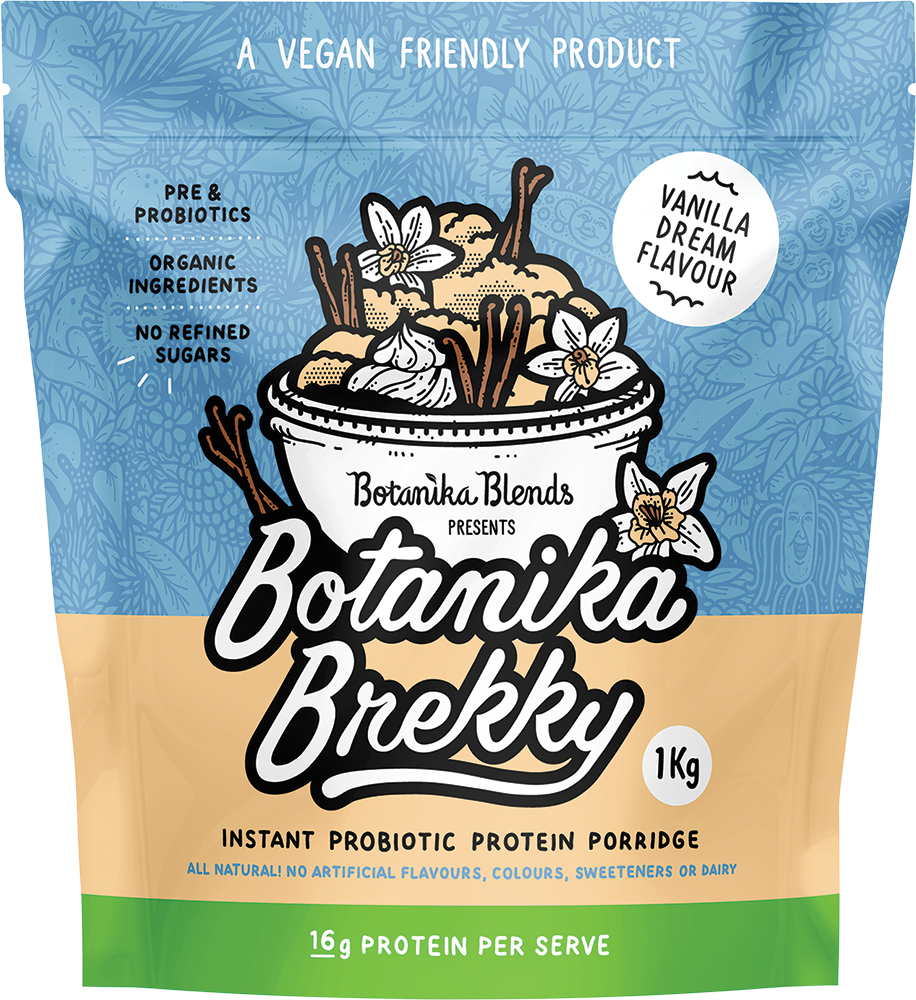 A VEGAN FRIENDLY PRODUCT
PRE &
PROBIOTICS
ORGANIC
INGREDIENTS
NO REFINED
SUGARS
VANILLA
DREAM
FLAVOUR
Botanika Blends
PRESENTS
Botanika
Brekky
1Kg
INSTANT PROBIOTIC PROTEIN PORRIDGE
ALL NATURAL! NO ARTIFICIAL FLAVOURS, COLOURS, SWEETENERS OR DAIRY
16g PROTEIN PER SERVE